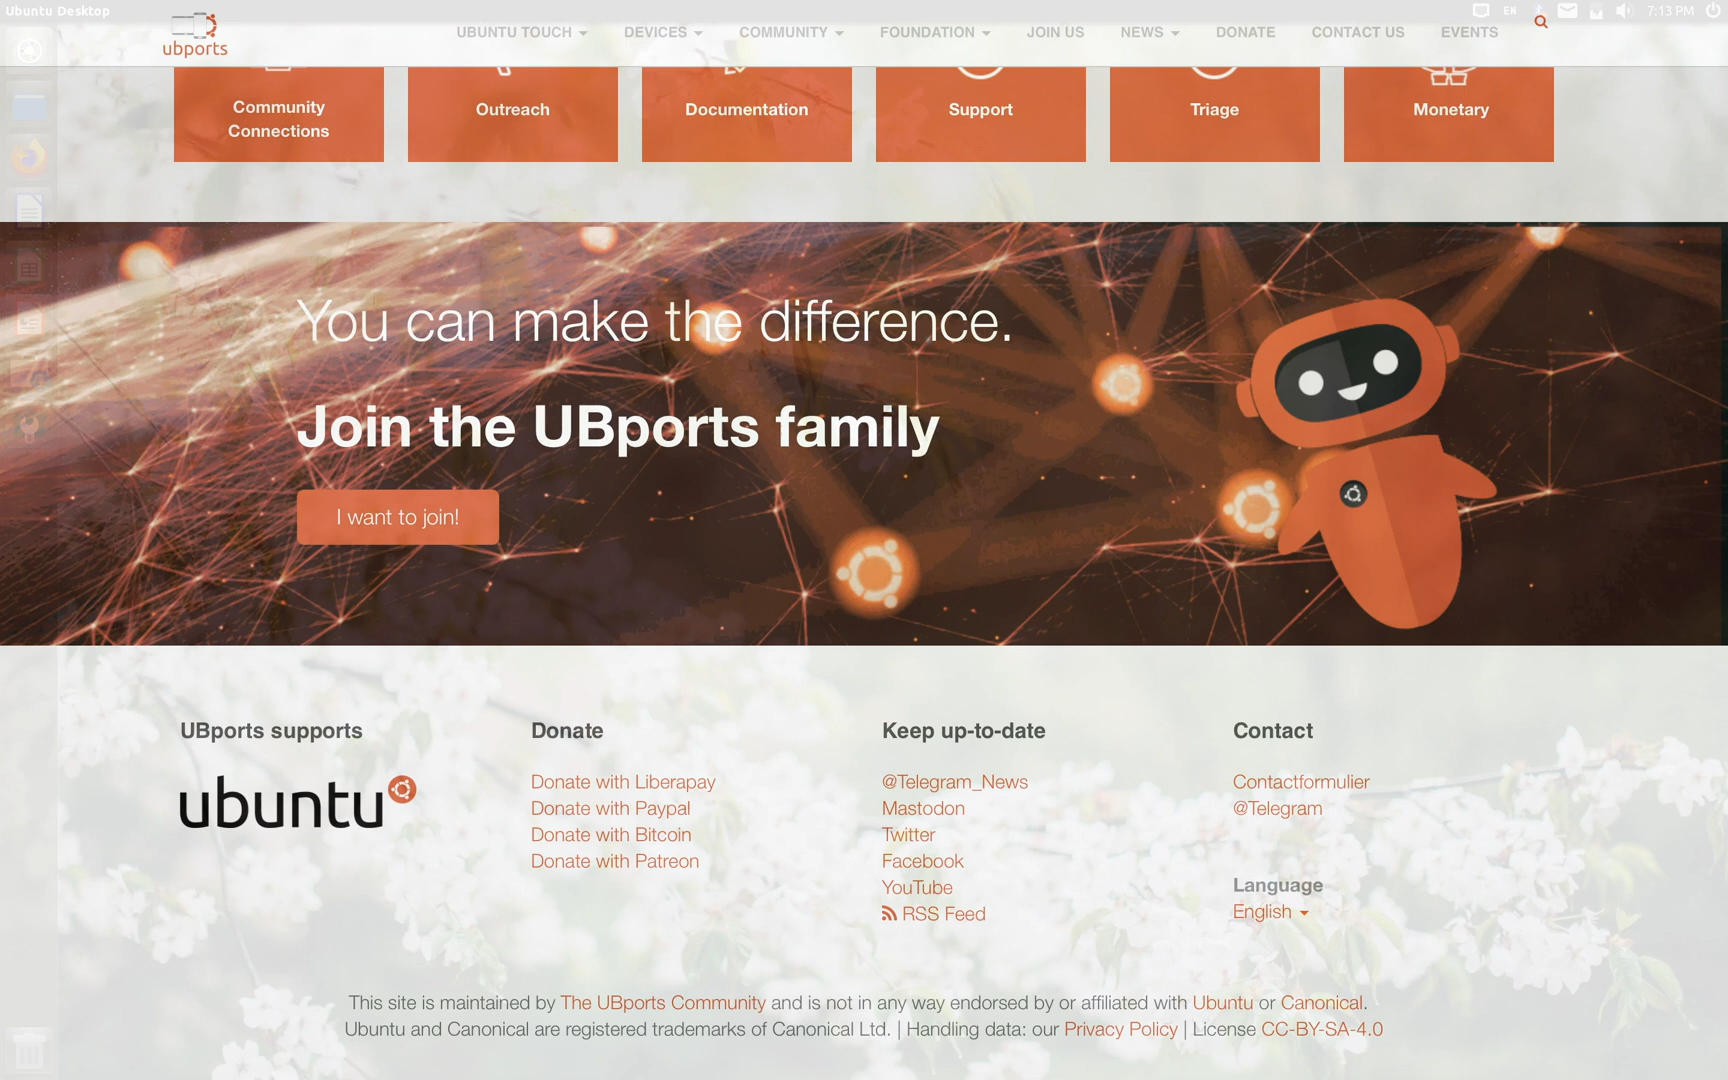 Ubuntu Desktop
EN
7:13 PM
ubports
UBUNTU TOUCH
DEVICES
COMMUNITY
FOUNDATION
JOIN US
NEWS
DONATE
CONTACT US
EVENTS
Community
Connections
Outreach
Documentation
Support
Triage
Monetary
You can make the difference.
Join the UBports family
I want to join!
UBports supports
ubuntu
Donate
Donate with Liberapay
Donate with Paypal
Donate with Bitcoin
Donate with Patreon
Keep up-to-date
@Telegram_News
Mastodon
Twitter
Facebook
YouTube
RSS Feed
Contact
Contactformulier
@Telegram
Language
English
This site is maintained by The UBports Community and is not in any way endorsed by or affiliated with Ubuntu or Canonical.
Ubuntu and Canonical are registered trademarks of Canonical Ltd. | Handling data: our Privacy Policy | License CC-BY-SA-4.0